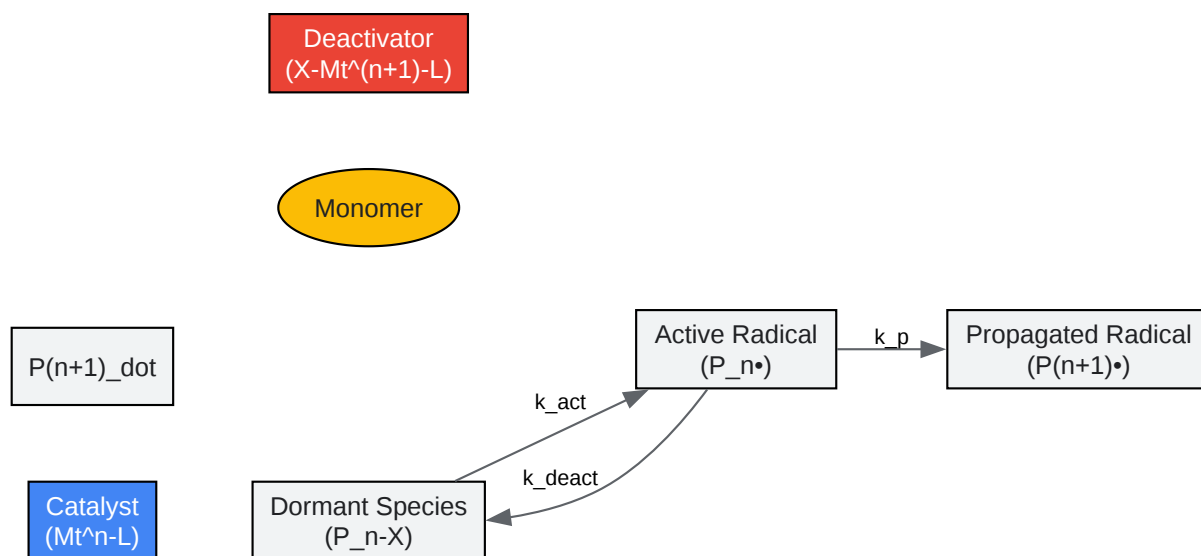 Deactivator
(X-Mt^(n+1)-L)
Monomer
P(n+1)_dot
Active Radical
(P_n•)
k_p
Propagated Radical
(P(n+1)•)
k_act
k_deact
Catalyst
(Mt^n-L)
Dormant Species
(P_n-X)